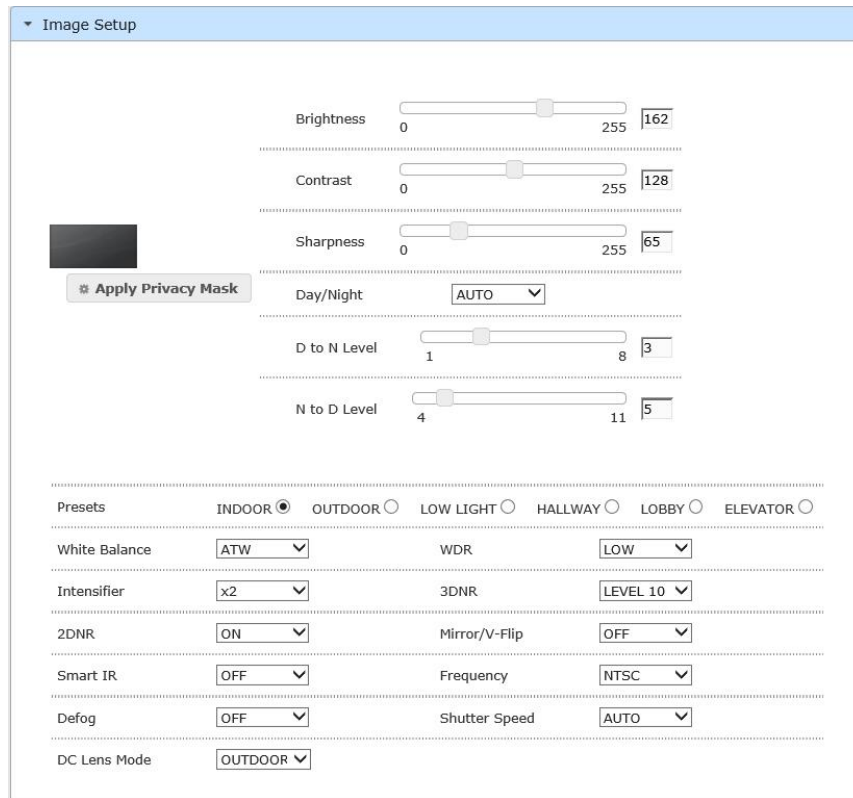 Image Setup
Brightness 0 255 162
Contrast 0 255 128
Sharpness 0 255 65
Apply Privacy Mask
Day/Night AUTO
D to N Level 1 8 3
N to D Level 4 11 5
Presets INDOOR OUTDOOR LOW LIGHT HALLWAY LOBBY ELEVATOR
White Balance ATW WDR LOW
Intensifier x2 3DNR LEVEL 10
2DNR ON Mirror/V-Flip OFF
Smart IR OFF Frequency NTSC
Defog OFF Shutter Speed AUTO
DC Lens Mode OUTDOOR